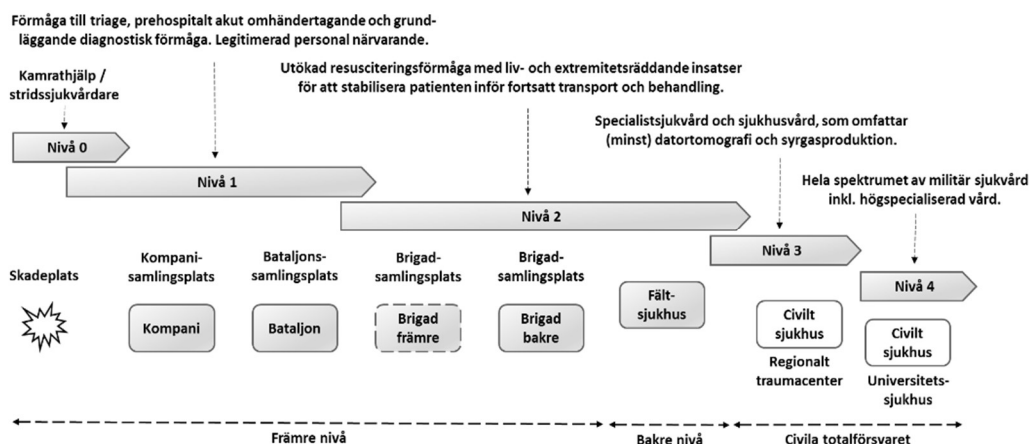 Förmåga till triage, prehospitalt akut omhändertagande och grund-
läggande diagnostisk förmåga. Legitimerad personal närvarande.
Kamrathjälp /
stridssjukvårdare
Utökad resusciteringförmåga med liv- och extremitetsräddande insatser
för att stabilisera patienten inför fortsatt transport och behandling.
Specialistsjukvård och sjukhusvård, som omfattar
(minst) datortomografi och syrgasproduktion.
Hela spektrumet av militär sjukvård
inkl. högspecialiserad vård.
Nivå 0
Nivå 1
Nivå 2
Nivå 3
Nivå 4
Skadeplats
Kompani-
samlingsplats
Kompani
Bataljons-
samlingsplats
Bataljon
Brigad-
samlingsplats
Brigad
främre
Brigad-
samlingsplats
Brigad
bakre
Fält-
sjukhus
Civilt
sjukhus
Regionalt
traumacenter
Civilt
sjukhus
Universitets-
sjukhus
Främre nivå
Bakre nivå
Civila totalförsvaret